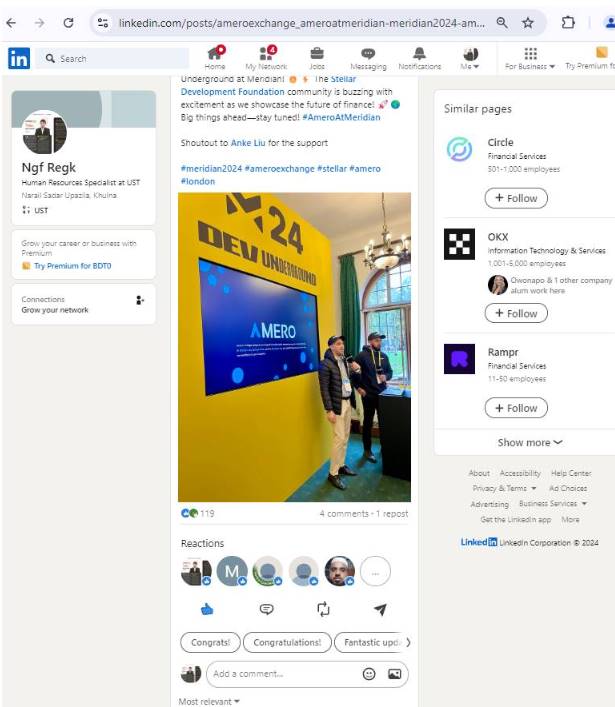 linkedin.com/posts/ameroexchange_ameroatmeridian-meridian2024-am...
in
Search
Home
4
My Network
Jobs
Messaging
Notifications
Me
For Business
Try Premium fo
Underground at Meridian! The Stellar
Development Foundation community is buzzing with
excitement as we showcase the future of finance!
Big things ahead—stay tuned! #AmeroAtMeridian
Shoutout to Anke Liu for the support
#meridian2024 #ameroexchange #stellar #amero
#london
Ngf Regk
Human Resources Specialist at UST
Narail Sadar Upazila, Khulna
UST
Grow your career or business with
Premium
Try Premium for BDT0
Connections
Grow your network
24
DEV UNDERGROUND
AMERO
119
4 comments · 1 repost
Reactions
M
...
Congrats!
Congratulations!
Fantastic upda
Add a comment...
Most relevant
Similar pages
Circle
Financial Services
501-1,000 employees
+ Follow
OKX
Information Technology & Services
1,001-5,000 employees
Owonapo & 1 other company
alum work here
+ Follow
Rampr
Financial Services
11-50 employees
+ Follow
Show more
About Accessibility Help Center
Privacy & Terms Ad Choices
Advertising Business Services
Get the LinkedIn app More
LinkedIn LinkedIn Corporation © 2024